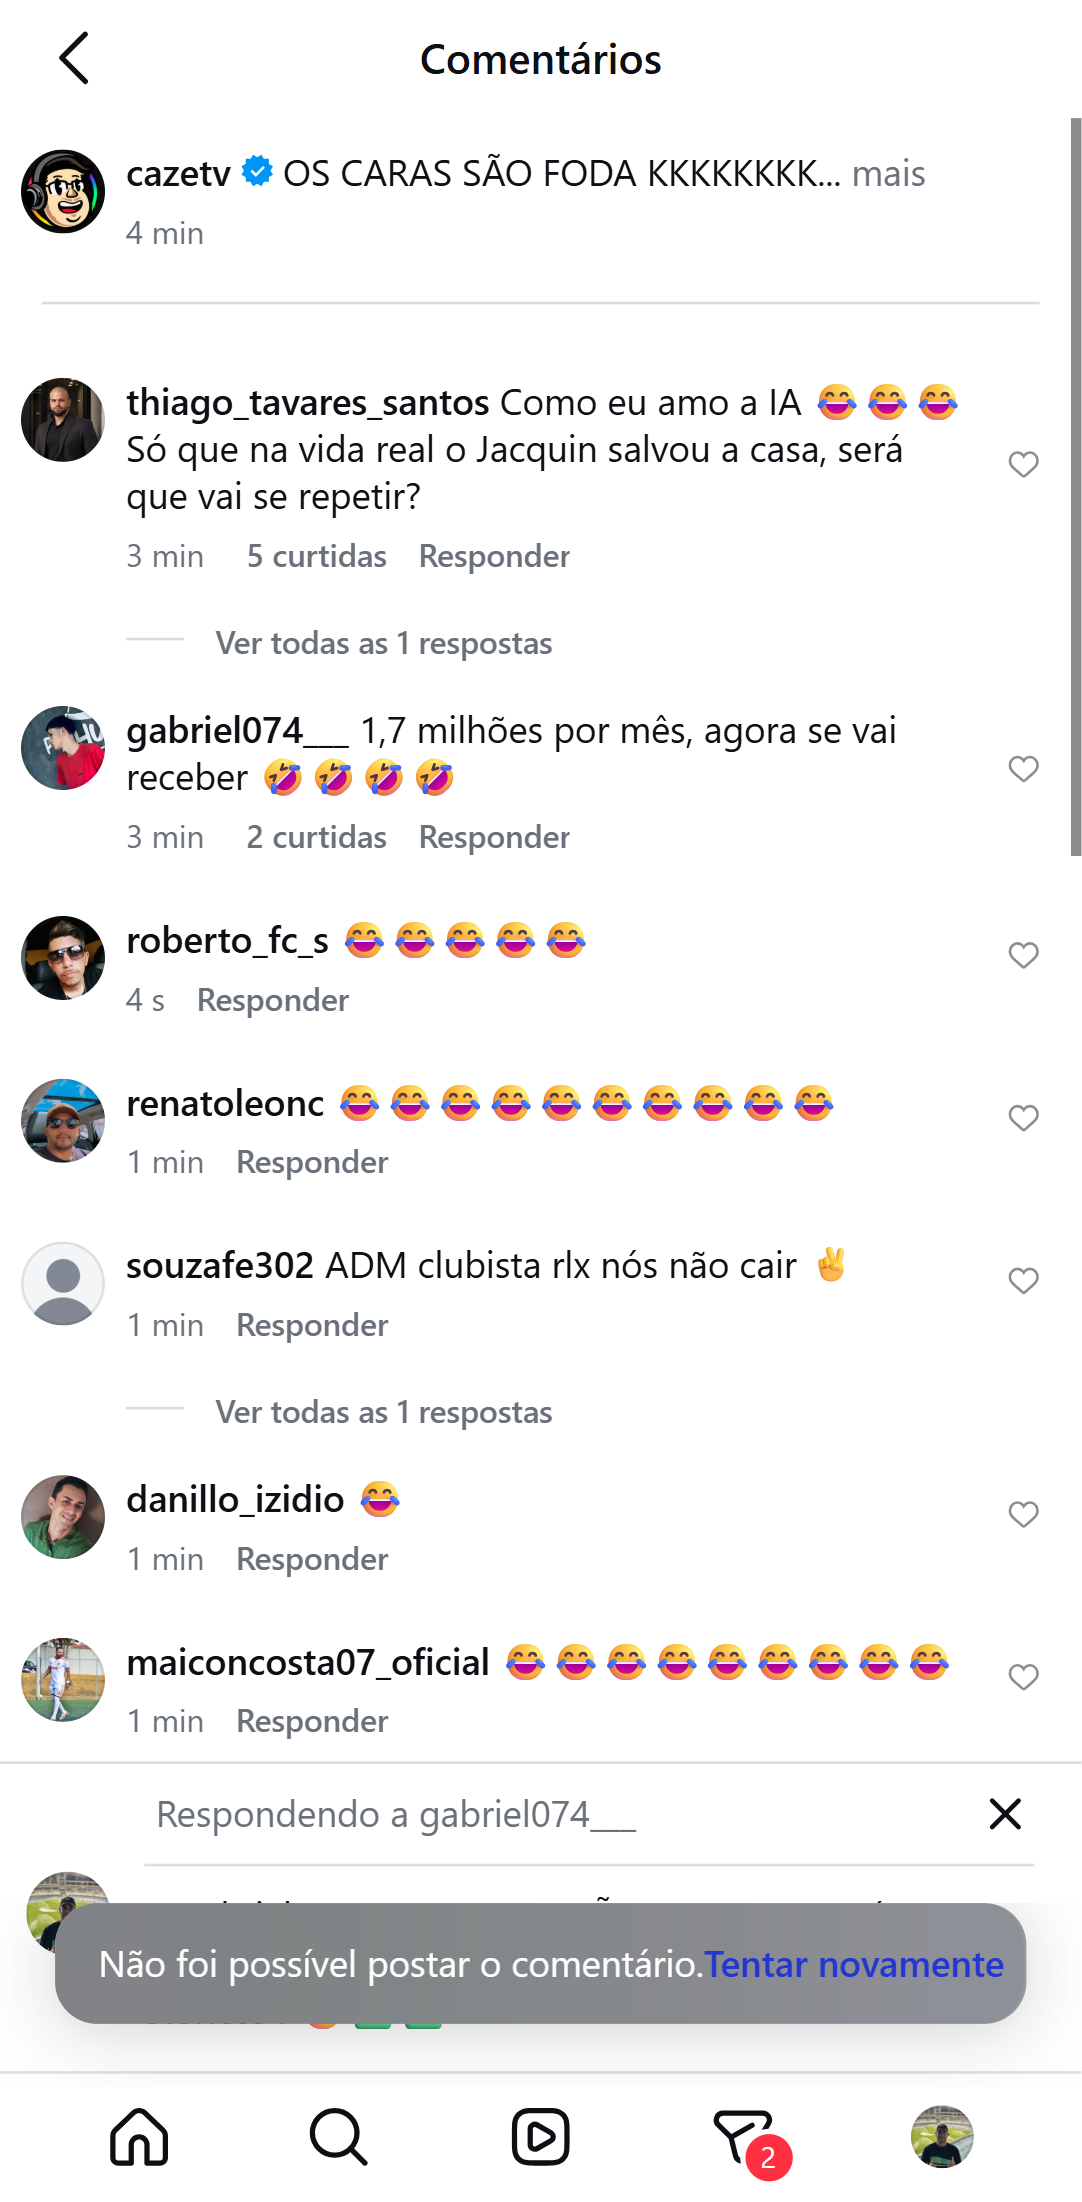 Comentários
cazetv OS CARAS SÃO FODA KKKKKKKK... mais
4 min
thiago_tavares_santos Como eu amo a IA 😂😂😂
Só que na vida real o Jacquin salvou a casa, será
que vai se repetir?
3 min 5 curtidas Responder
Ver todas as 1 respostas
gabriel074___ 1,7 milhões por mês, agora se vai
receber 🤣🤣🤣🤣
3 min 2 curtidas Responder
roberto_fc_s 😂😂😂😂😂
4 s Responder
renatoleonc 😂😂😂😂😂😂😂😂😂😂
1 min Responder
souzafe302 ADM clubista rlx nós não cair ✌️
1 min Responder
Ver todas as 1 respostas
danillo_izidio 😂
1 min Responder
maiconcosta07_oficial 😂😂😂😂😂😂😂😂😂
1 min Responder
Respondendo a gabriel074___
Não foi possível postar o comentário.Tentar novamente
2